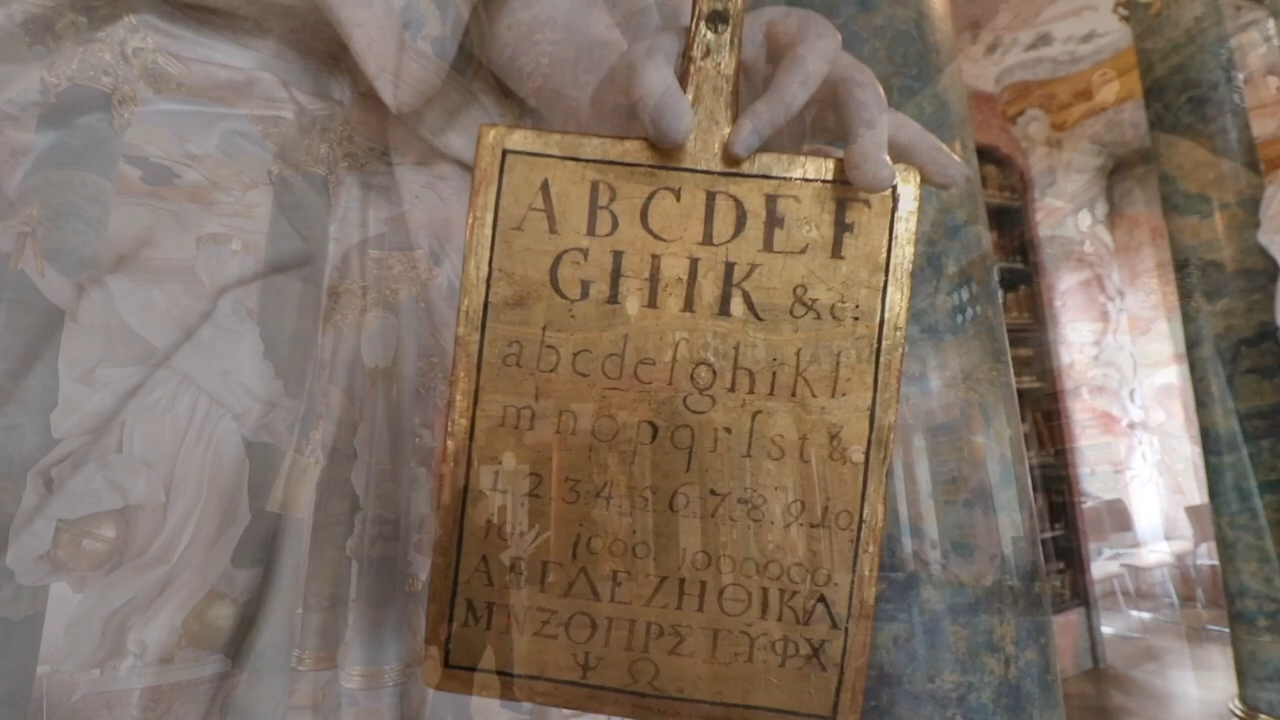 A B C D E F
G H I K & c:
a b c d e f g h i k l
m n o p q r ſ s t &c
1. 2. 3. 4. 5. 6. 7. 8. 9. 10.
1000. 1000000.
Α Β Γ Δ Ε Ζ Η Θ Ι Κ Λ
Μ Ν Ζ Ο Π Ρ Σ Τ Υ Φ Χ
Ψ Ω